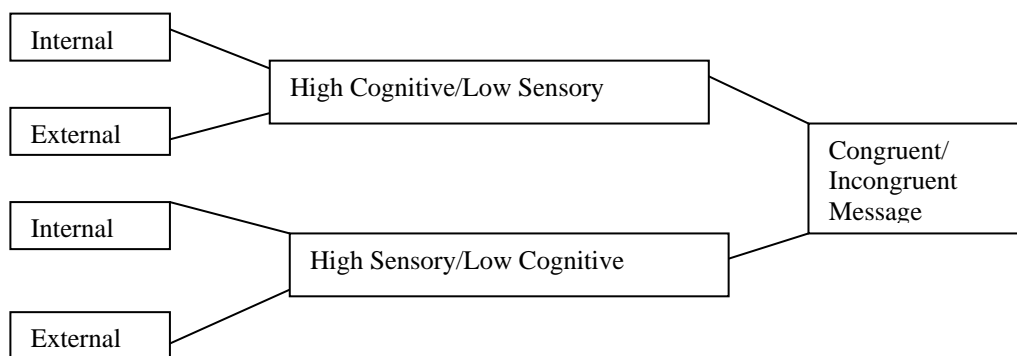 Internal
High Cognitive/Low Sensory
External
Congruent/
Incongruent
Message
Internal
High Sensory/Low Cognitive
External